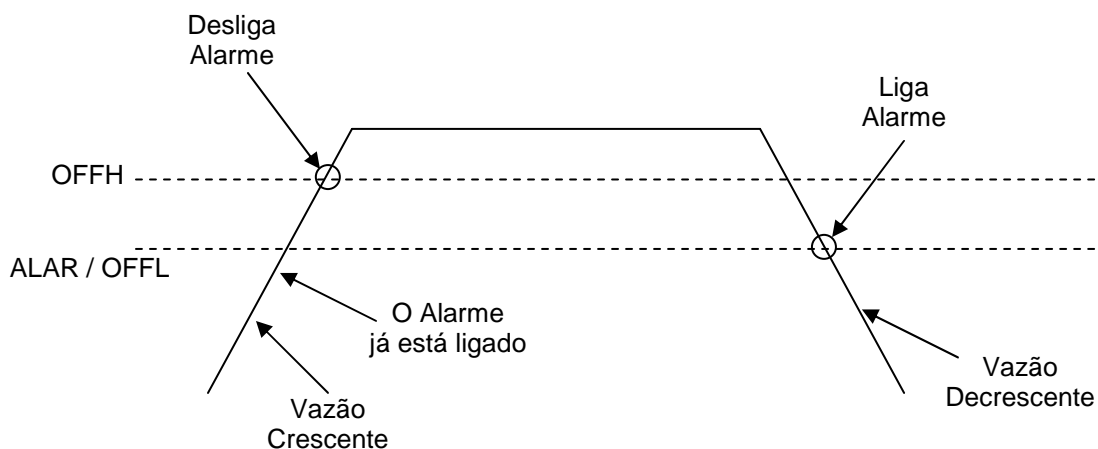 Desliga
Alarme
Liga
Alarme
OFFH
ALAR / OFFL
O Alarme
já está ligado
Vazão
Decrescente
Vazão
Crescente